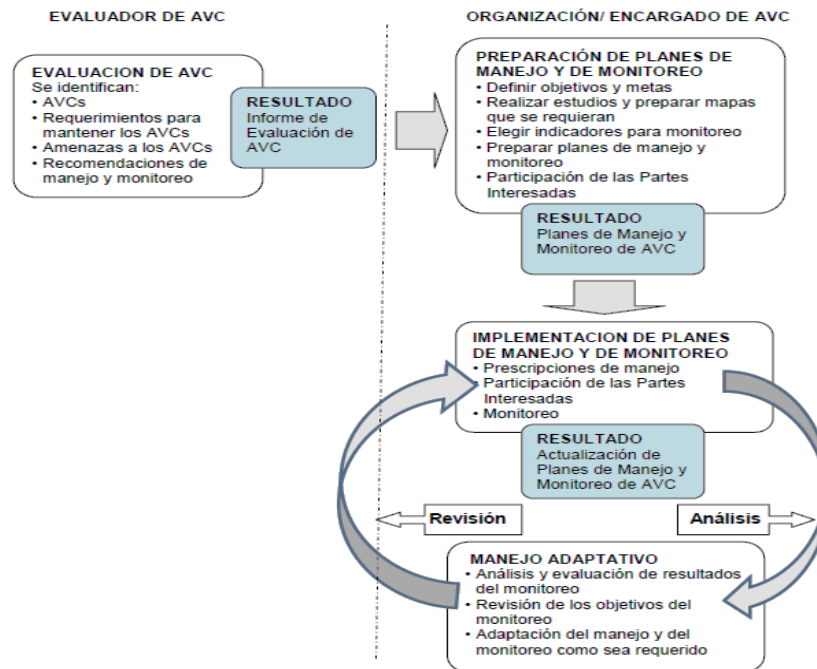 EVALUADOR DE AVC
ORGANIZACIÓN/ ENCARGADO DE AVC
EVALUACION DE AVC
Se identifican:
• AVCs
• Requerimientos para
mantener los AVCs
• Amenazas a los AVCs
• Recomendaciones de
manejo y monitoreo
RESULTADO
Informe de
Evaluación de
AVC
PREPARACIÓN DE PLANES DE
MANEJO Y DE MONITOREO
• Definir objetivos y metas
• Realizar estudios y preparar mapas
que se requieran
• Elegir indicadores para monitoreo
• Preparar planes de manejo y
monitoreo
• Participación de las Partes
Interesadas
RESULTADO
Planes de Manejo y
Monitoreo de AVC
IMPLEMENTACION DE PLANES
DE MANEJO Y DE MONITOREO
• Prescripciones de manejo
• Participación de las Partes
Interesadas
• Monitoreo
RESULTADO
Actualización de
Planes de Manejo y
Monitoreo de AVC
Revisión
Análisis
MANEJO ADAPTATIVO
• Análisis y evaluación de resultados
del monitoreo
• Revisión de los objetivos del
monitoreo
• Adaptación del manejo y del
monitoreo como sea requerido